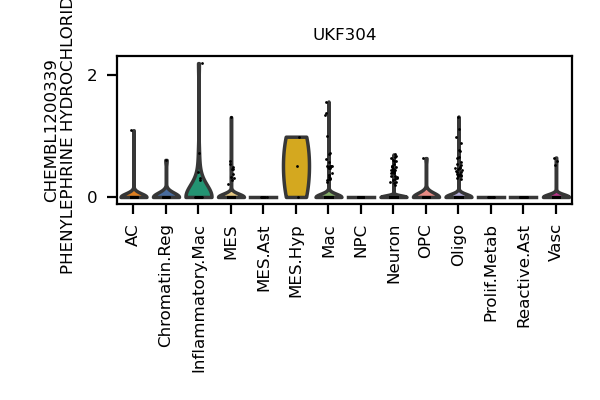 UKF304
CHEMBL1200339
PHENYLEPHRINE HYDROCHLORID
2
0
AC
Chromatin.Reg
Inflammatory.Mac
MES
MES.Ast
MES.Hyp
Mac
NPC
Neuron
OPC
Oligo
Prolif.Metab
Reactive.Ast
Vasc